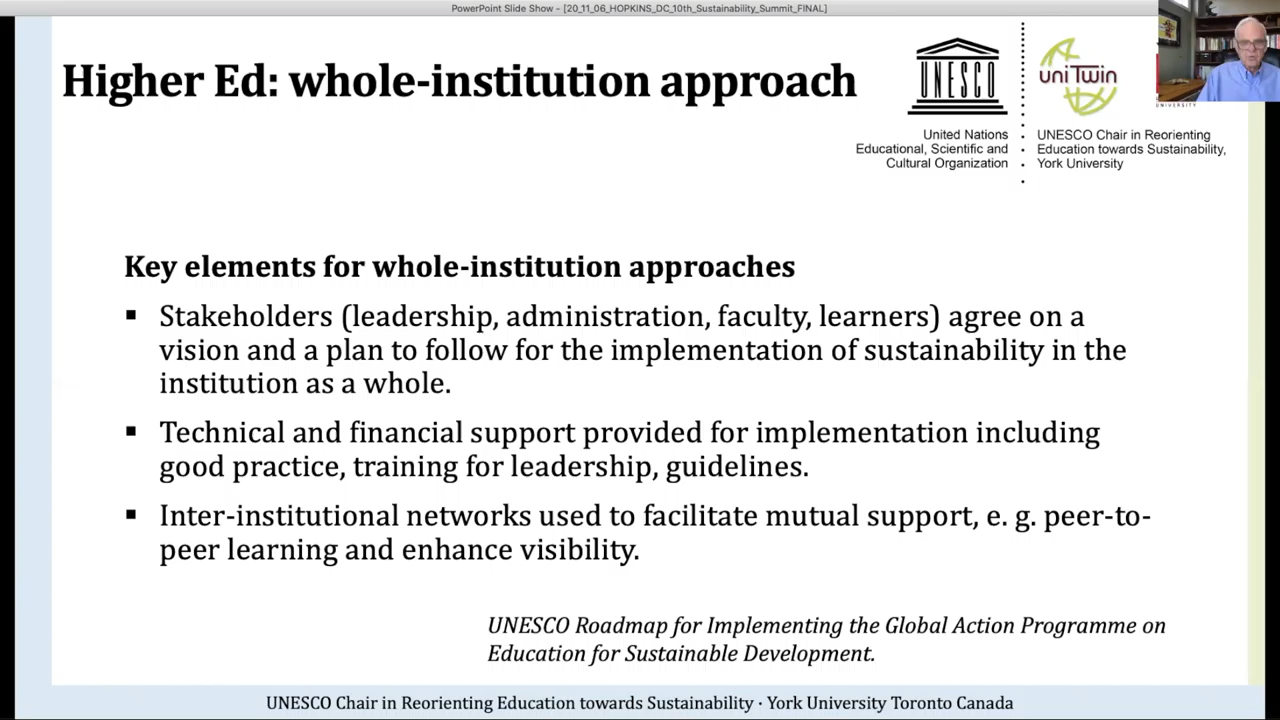 PowerPoint Slide Show - [20_11_06_HOPKINS_DC_10th_Sustainability_Summit_FINAL]
Higher Ed: whole-institution approach
UNESCO
United Nations
Educational, Scientific and
Cultural Organization
uniTwin
UNIVERSITY
UNESCO Chair in Reorienting
Education towards Sustainability,
York University
Key elements for whole-institution approaches
▪ Stakeholders (leadership, administration, faculty, learners) agree on a
vision and a plan to follow for the implementation of sustainability in the
institution as a whole.
▪ Technical and financial support provided for implementation including
good practice, training for leadership, guidelines.
▪ Inter-institutional networks used to facilitate mutual support, e. g. peer-to-
peer learning and enhance visibility.
UNESCO Roadmap for Implementing the Global Action Programme on
Education for Sustainable Development.
UNESCO Chair in Reorienting Education towards Sustainability · York University Toronto Canada